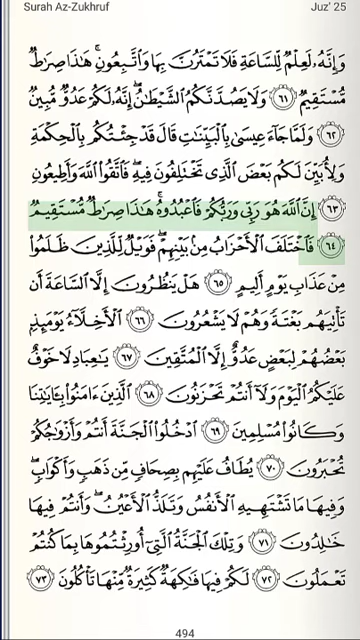 Surah Az-Zukhruf
Juz' 25
وَإِنَّهُۥ لَعِلْمٌ لِّلسَّاعَةِ فَلَا تَمْتَرُنَّ بِهَا وَٱتَّبِعُونِ ۚ هَـٰذَا صِرَٰطٌ
مُّسْتَقِيمٌ ﴿٦١﴾ وَلَا يَصُدَّنَّكُمُ ٱلشَّيْطَـٰنُ ۖ إِنَّهُۥ لَكُمْ عَدُوٌّ مُّبِينٌ
﴿٦٢﴾ وَلَمَّا جَآءَ عِيسَىٰ بِٱلْبَيِّنَـٰتِ قَالَ قَدْ جِئْتُكُم بِٱلْحِكْمَةِ
وَلِأُبَيِّنَ لَكُم بَعْضَ ٱلَّذِى تَخْتَلِفُونَ فِيهِ ۖ فَٱتَّقُوا۟ ٱللَّهَ وَأَطِيعُونِ
﴿٦٣﴾ إِنَّ ٱللَّهَ هُوَ رَبِّى وَرَبُّكُمْ فَٱعْبُدُوهُ ۚ هَـٰذَا صِرَٰطٌ مُّسْتَقِيمٌ
﴿٦٤﴾ فَٱخْتَلَفَ ٱلْأَحْزَابُ مِنۢ بَيْنِهِمْ ۖ فَوَيْلٌ لِّلَّذِينَ ظَلَمُوا۟
مِنْ عَذَابِ يَوْمٍ أَلِيمٍ ﴿٦٥﴾ هَلْ يَنظُرُونَ إِلَّا ٱلسَّاعَةَ أَن
تَأْتِيَهُم بَغْتَةً وَهُمْ لَا يَشْعُرُونَ ﴿٦٦﴾ ٱلْأَخِلَّآءُ يَوْمَئِذٍۭ
بَعْضُهُمْ لِبَعْضٍ عَدُوٌّ إِلَّا ٱلْمُتَّقِينَ ﴿٦٧﴾ يَـٰعِبَادِ لَا خَوْفٌ
عَلَيْكُمُ ٱلْيَوْمَ وَلَآ أَنتُمْ تَحْزَنُونَ ﴿٦٨﴾ ٱلَّذِينَ ءَامَنُوا۟ بِـَٔايَـٰتِنَا
وَكَانُوا۟ مُسْلِمِينَ ﴿٦٩﴾ ٱدْخُلُوا۟ ٱلْجَنَّةَ أَنتُمْ وَأَزْوَٰجُكُمْ
تُحْبَرُونَ ﴿٧٠﴾ يُطَافُ عَلَيْهِم بِصِحَافٍ مِّن ذَهَبٍ وَأَكْوَابٍ ۖ
وَفِيهَا مَا تَشْتَهِيهِ ٱلْأَنفُسُ وَتَلَذُّ ٱلْأَعْيُنُ ۖ وَأَنتُمْ فِيهَا
خَـٰلِدُونَ ﴿٧١﴾ وَتِلْكَ ٱلْجَنَّةُ ٱلَّتِىٓ أُورِثْتُمُوهَا بِمَا كُنتُمْ
تَعْمَلُونَ ﴿٧٢﴾ لَكُمْ فِيهَا فَـٰكِهَةٌ كَثِيرَةٌ مِّنْهَا تَأْكُلُونَ ﴿٧٣﴾
494